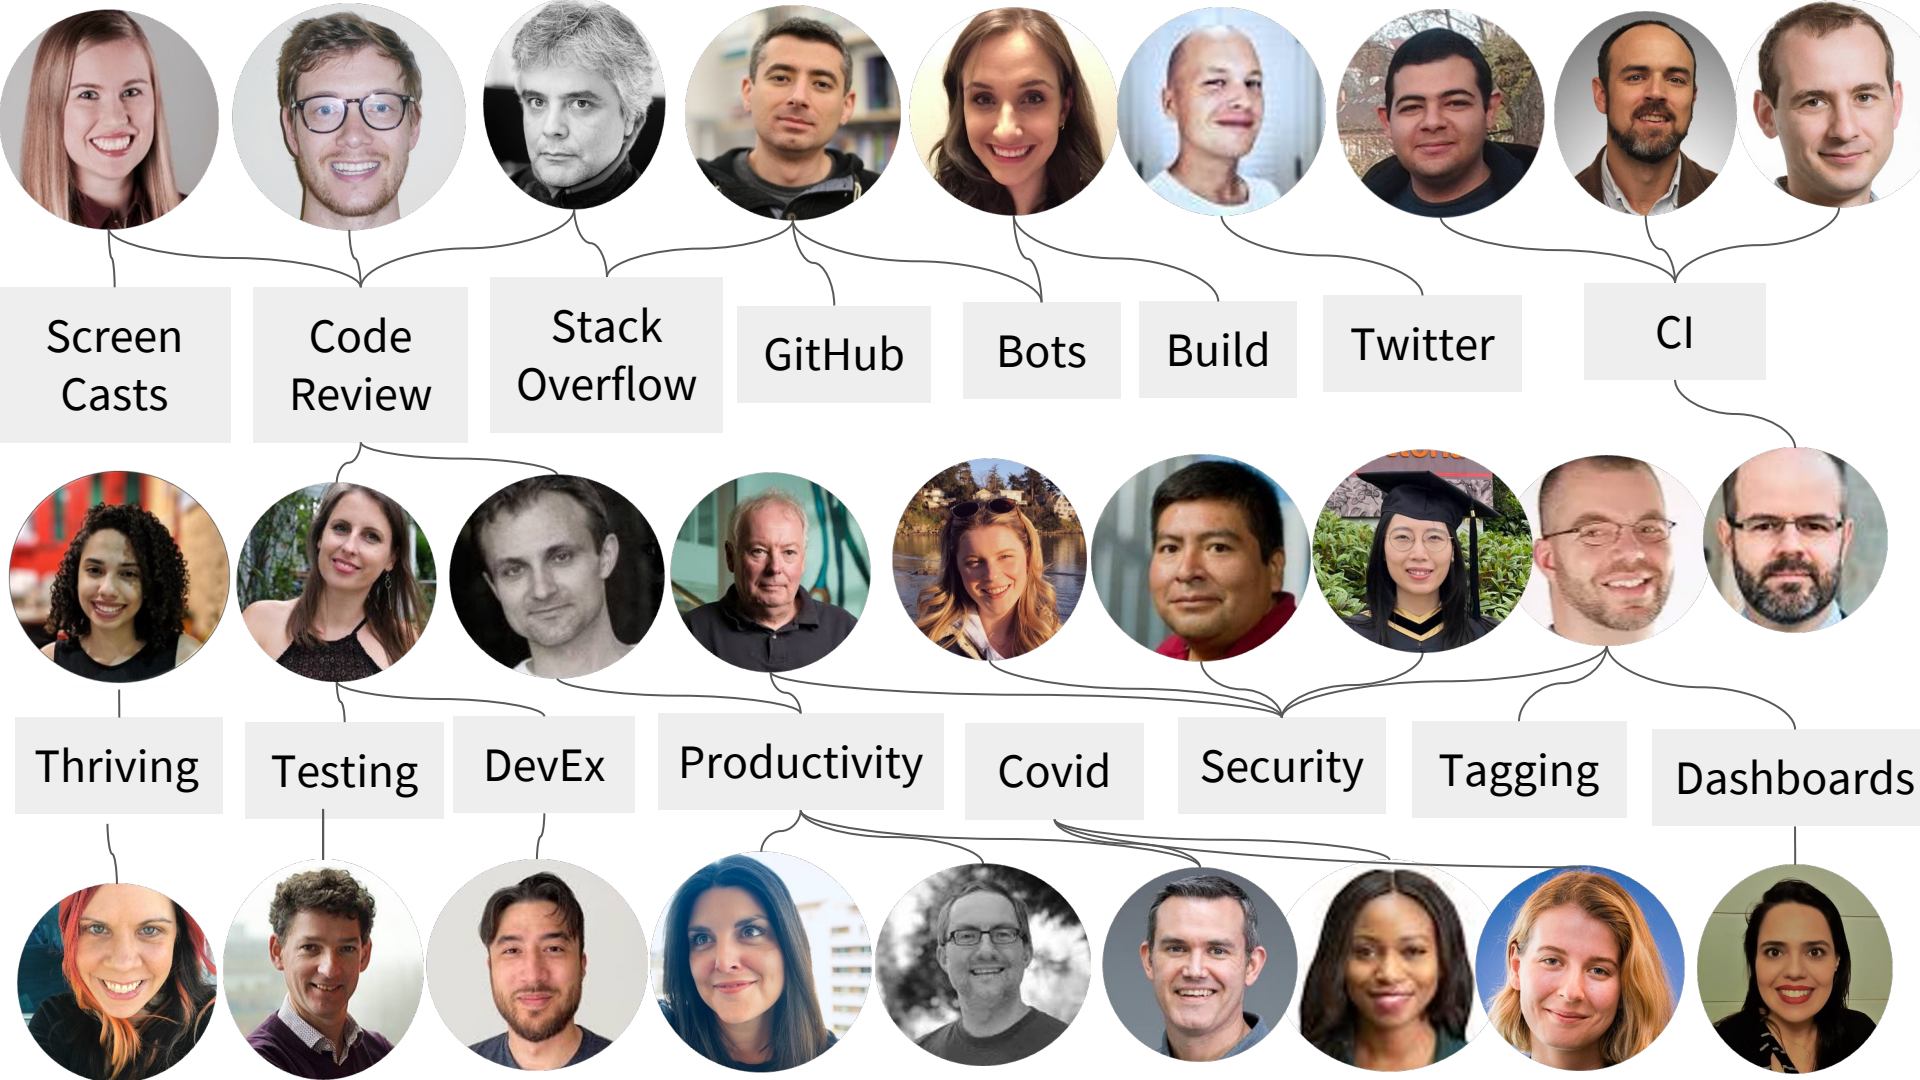 Screen
Casts
Code
Review
Stack
Overflow
GitHub
Bots
Build
Twitter
CI
Thriving
Testing
DevEx
Productivity
Covid
Security
Tagging
Dashboards